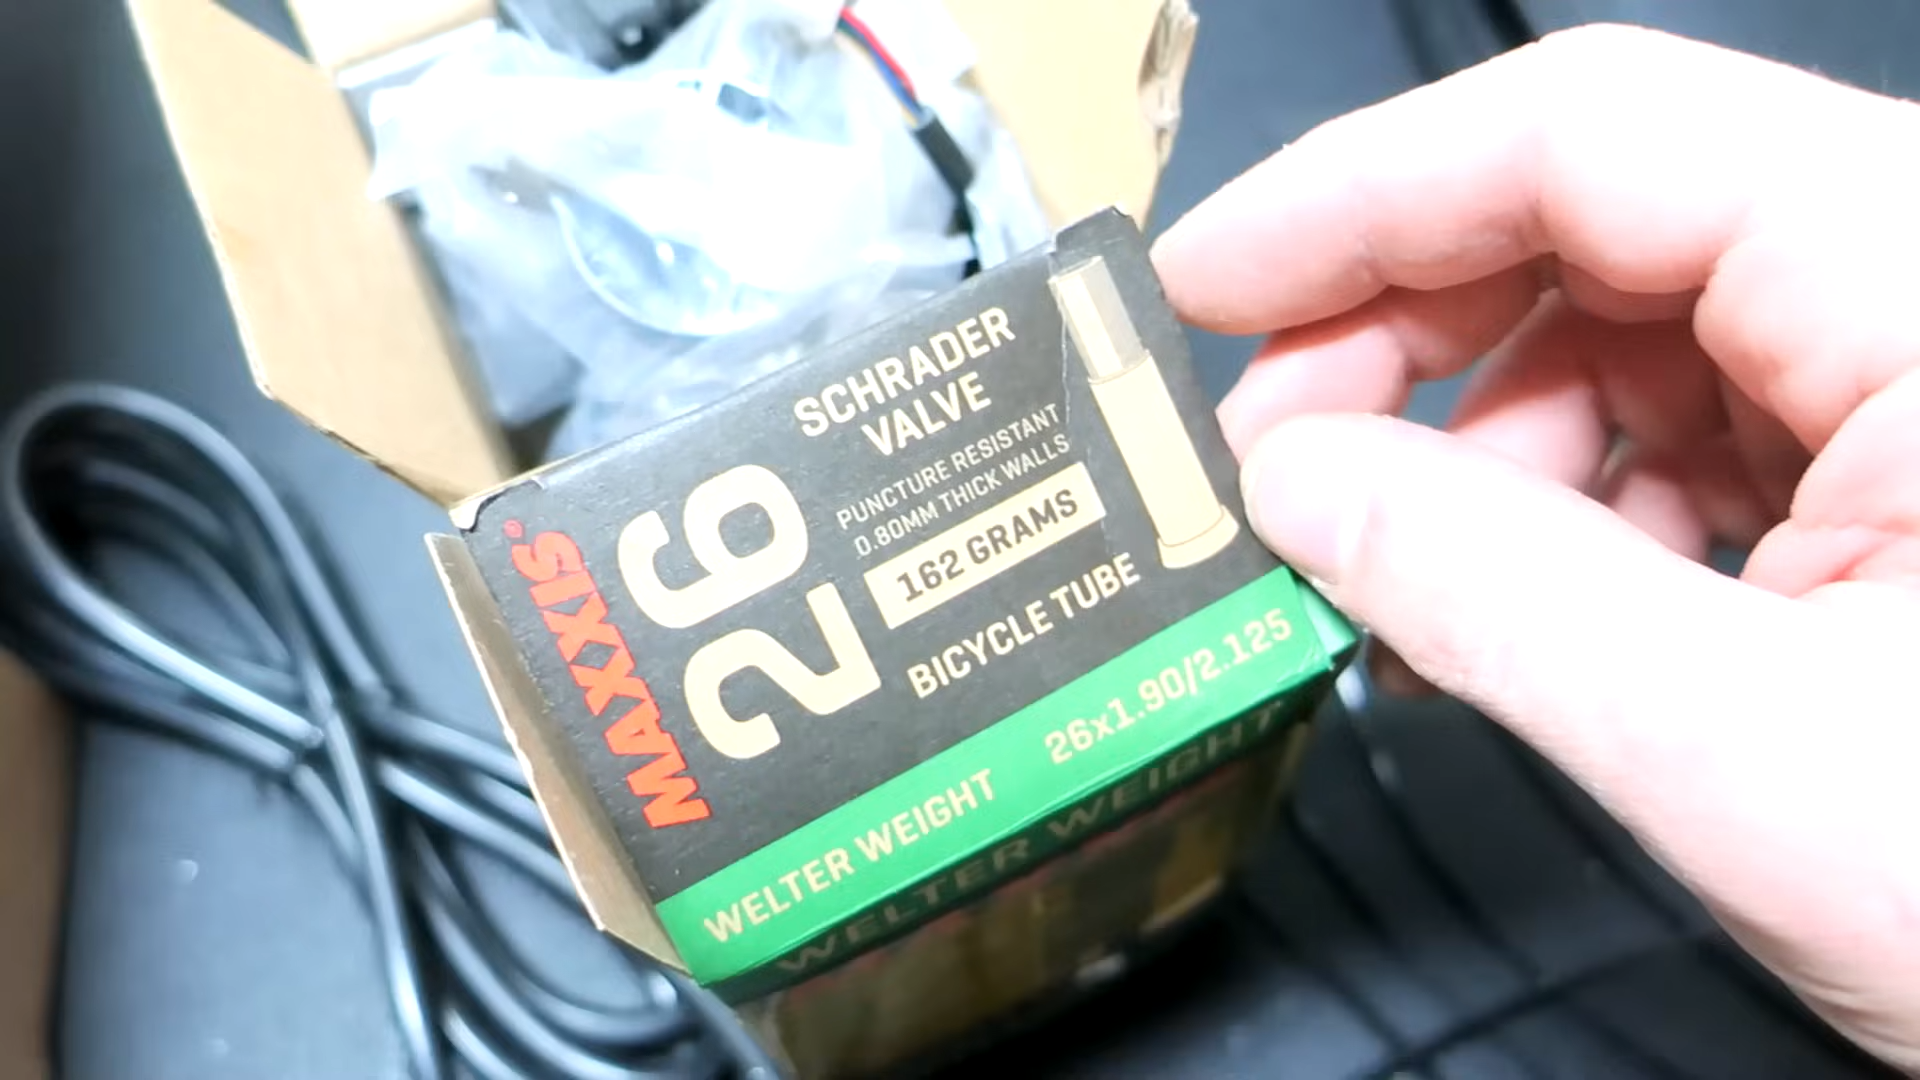 MAXXIS®
26
SCHRADER
VALVE
PUNCTURE RESISTANT
0.80MM THICK WALLS
162 GRAMS
BICYCLE TUBE
WELTER WEIGHT 26x1.90/2.125
WELTER WEIGHT